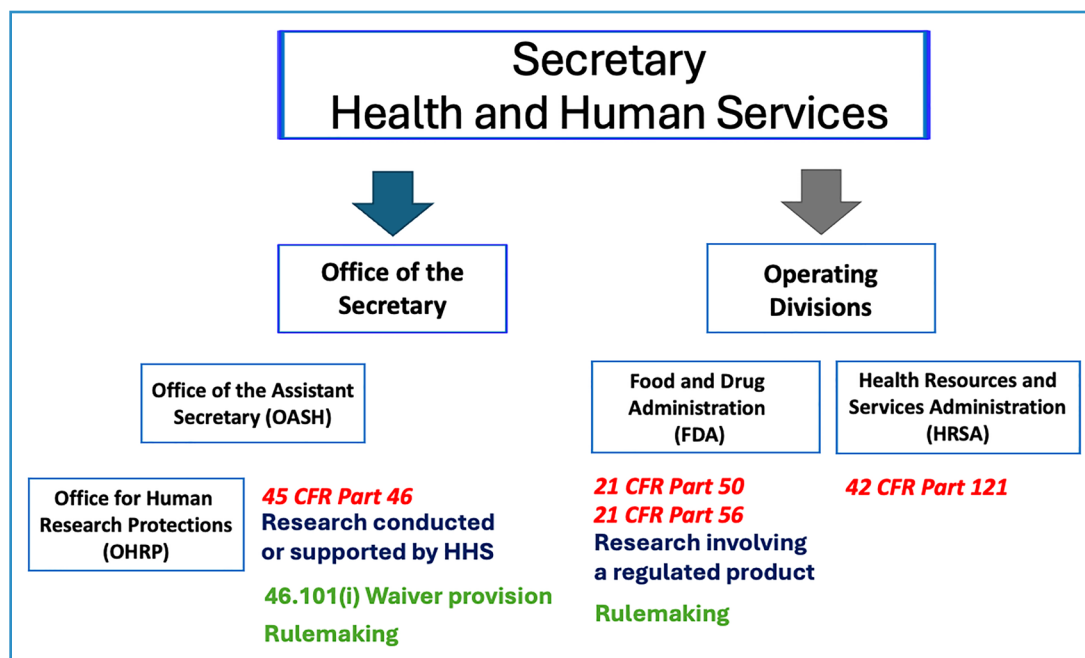 Secretary
Health and Human Services
Office of the
Secretary
Operating
Divisions
Office of the Assistant
Secretary (OASH)
Food and Drug
Administration
(FDA)
Health Resources and
Services Administration
(HRSA)
Office for Human
Research Protections
(OHRP)
45 CFR Part 46
Research conducted
or supported by HHS
46.101(i) Waiver provision
Rulemaking
21 CFR Part 50
21 CFR Part 56
Research involving
a regulated product
Rulemaking
42 CFR Part 121